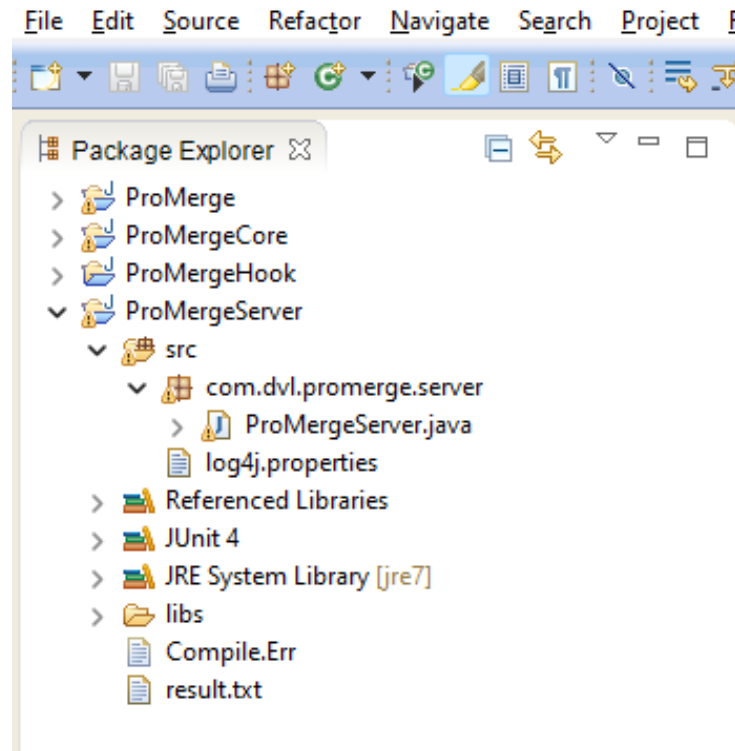 File Edit Source Refactor Navigate Search Project
Package Explorer
ProMerge
ProMergeCore
ProMergeHook
ProMergeServer
src
com.dvl.promerge.server
ProMergeServer.java
log4j.properties
Referenced Libraries
JUnit 4
JRE System Library [jre7]
libs
Compile.Err
result.txt